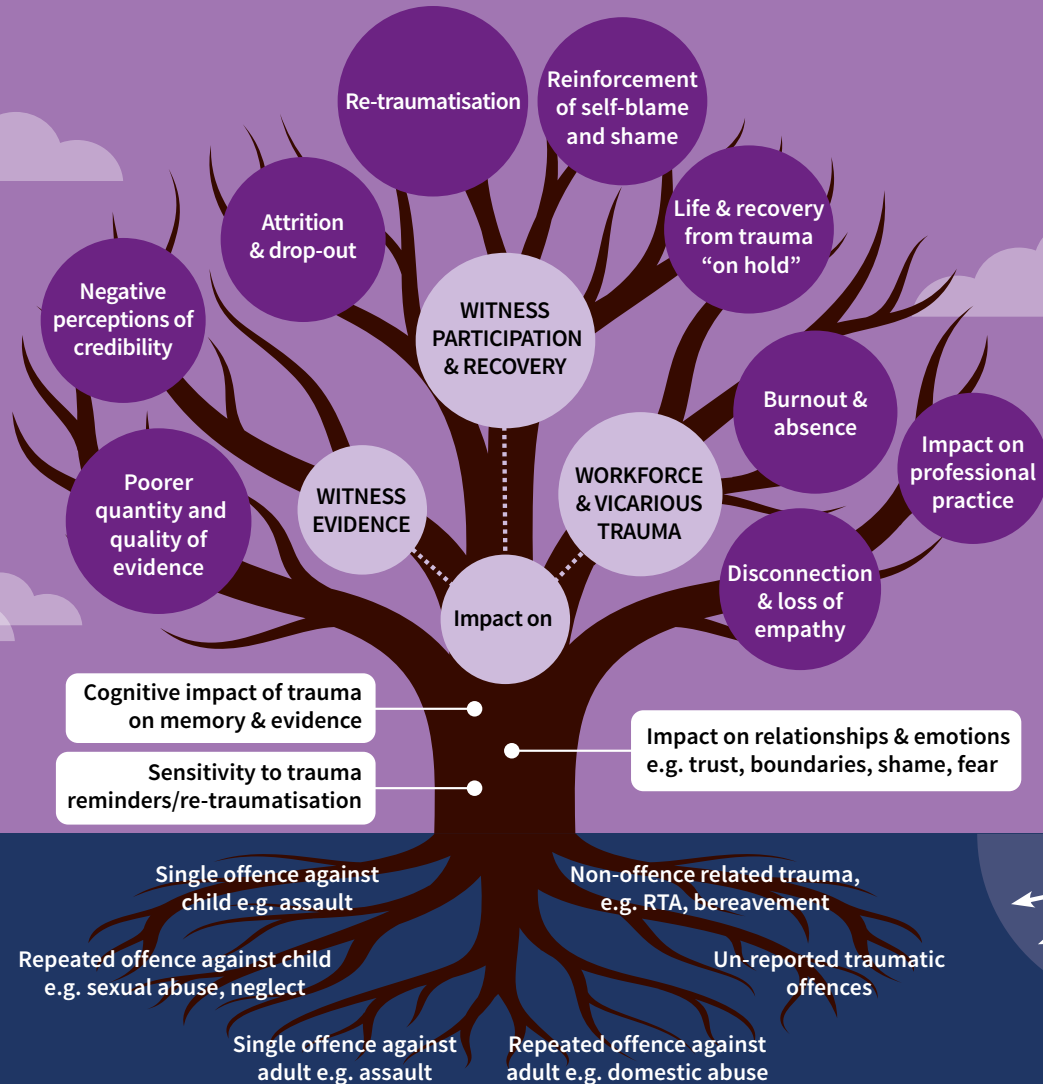 Re-traumatisation
Reinforcement
of self-blame
and shame
Attrition
& drop-out
Life & recovery
from trauma
“on hold”
Negative
perceptions of
credibility
WITNESS
PARTICIPATION
& RECOVERY
Burnout &
absence
Impact on
professional
practice
Poorer
quantity and
quality of
evidence
WITNESS
EVIDENCE
WORKFORCE
& VICARIOUS
TRAUMA
Disconnection
& loss of
empathy
Impact on
Cognitive impact of trauma
on memory & evidence
Impact on relationships & emotions
e.g. trust, boundaries, shame, fear
Sensitivity to trauma
reminders/re-traumatisation
Single offence against
child e.g. assault
Non-offence related trauma,
e.g. RTA, bereavement
Repeated offence against child
e.g. sexual abuse, neglect
Un-reported traumatic
offences
Single offence against
adult e.g. assault
Repeated offence against
adult e.g. domestic abuse